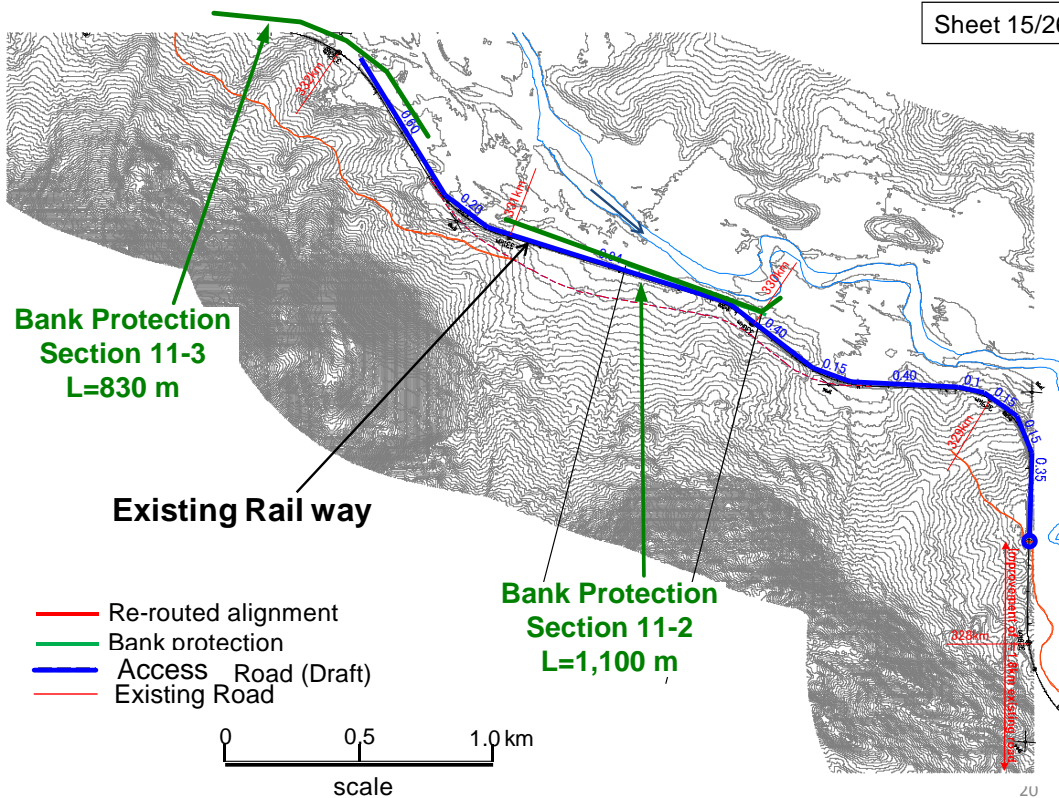 Sheet 15/20
332km
0.60
0.20
331km
0.94
330km
0.40
0.15
0.40
0.1
0.15
0.15
0.35
329km
Bank Protection
Section 11-3
L=830 m
Existing Rail way
Bank Protection
Section 11-2
L=1,100 m
328km
Re-routed alignment
Bank protection
Access Road (Draft)
Existing Road
0 0.5 1.0 km
scale
20